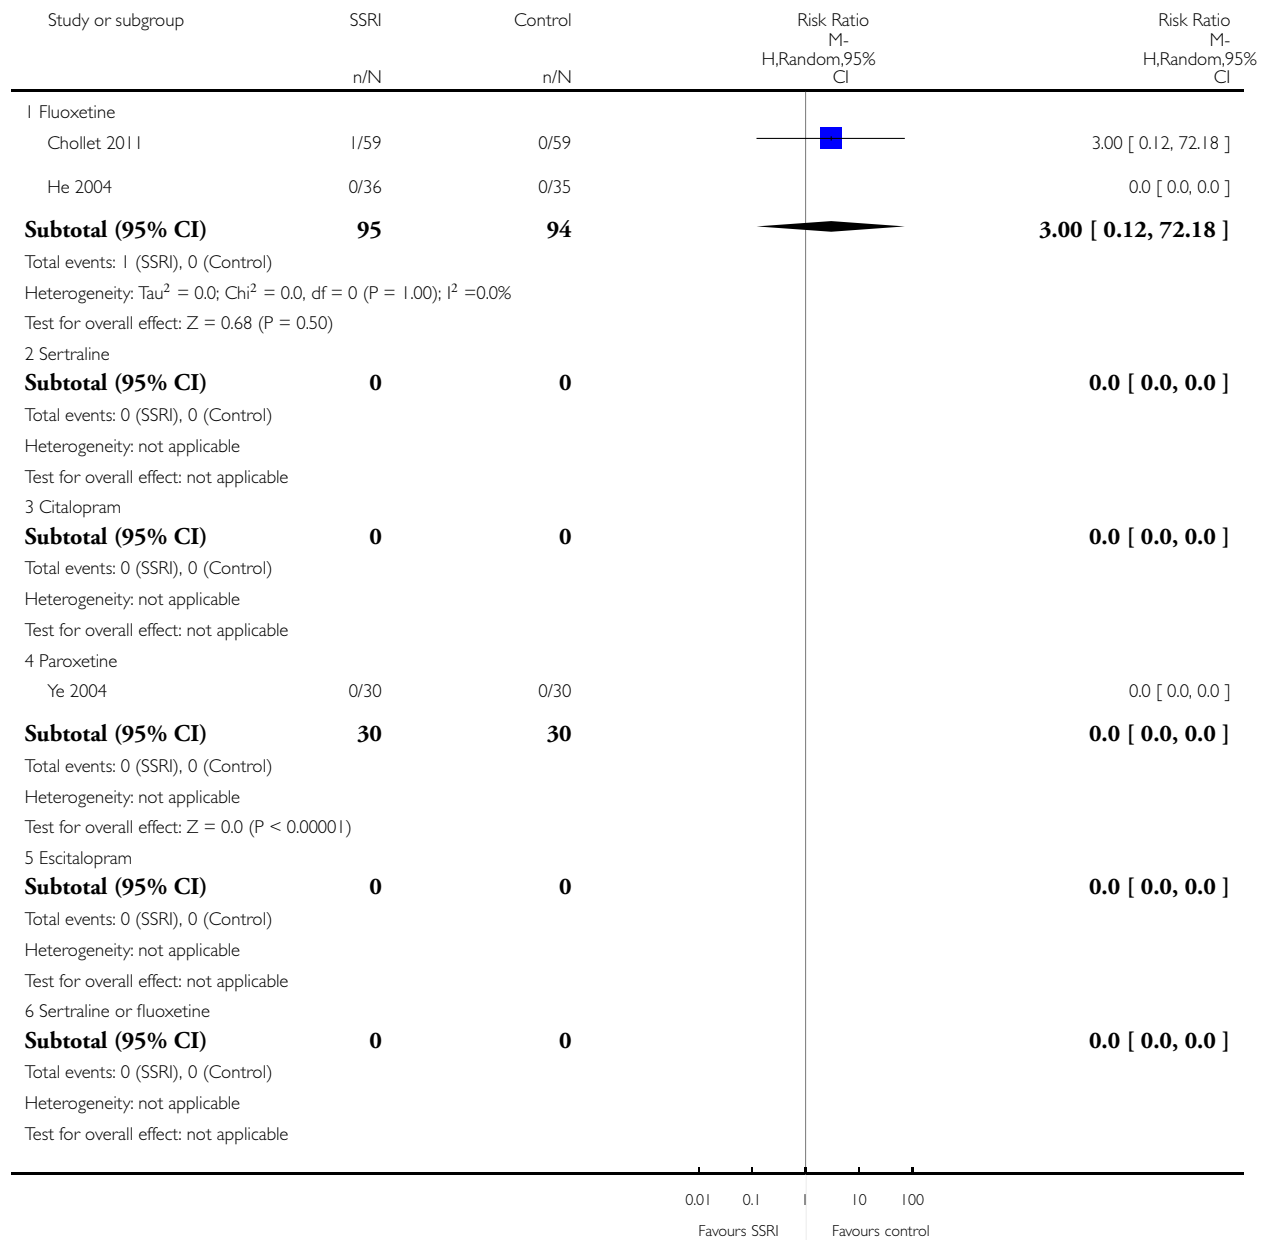 Study or subgroup SSRI Control Risk Ratio Risk Ratio
M- M-
H,Random,95% H,Random,95%
n/N n/N CI CI
1 Fluoxetine
Chollet 2011 1/59 0/59 3.00 [ 0.12, 72.18 ]
He 2004 0/36 0/35 0.0 [ 0.0, 0.0 ]
Subtotal (95% CI) 95 94 3.00 [ 0.12, 72.18 ]
Total events: 1 (SSRI), 0 (Control)
Heterogeneity: Tau² = 0.0; Chi² = 0.0, df = 0 (P = 1.00); I² =0.0%
Test for overall effect: Z = 0.68 (P = 0.50)
2 Sertraline
Subtotal (95% CI) 0 0 0.0 [ 0.0, 0.0 ]
Total events: 0 (SSRI), 0 (Control)
Heterogeneity: not applicable
Test for overall effect: not applicable
3 Citalopram
Subtotal (95% CI) 0 0 0.0 [ 0.0, 0.0 ]
Total events: 0 (SSRI), 0 (Control)
Heterogeneity: not applicable
Test for overall effect: not applicable
4 Paroxetine
Ye 2004 0/30 0/30 0.0 [ 0.0, 0.0 ]
Subtotal (95% CI) 30 30 0.0 [ 0.0, 0.0 ]
Total events: 0 (SSRI), 0 (Control)
Heterogeneity: not applicable
Test for overall effect: Z = 0.0 (P < 0.00001)
5 Escitalopram
Subtotal (95% CI) 0 0 0.0 [ 0.0, 0.0 ]
Total events: 0 (SSRI), 0 (Control)
Heterogeneity: not applicable
Test for overall effect: not applicable
6 Sertraline or fluoxetine
Subtotal (95% CI) 0 0 0.0 [ 0.0, 0.0 ]
Total events: 0 (SSRI), 0 (Control)
Heterogeneity: not applicable
Test for overall effect: not applicable
0.01 0.1 1 10 100
Favours SSRI Favours control